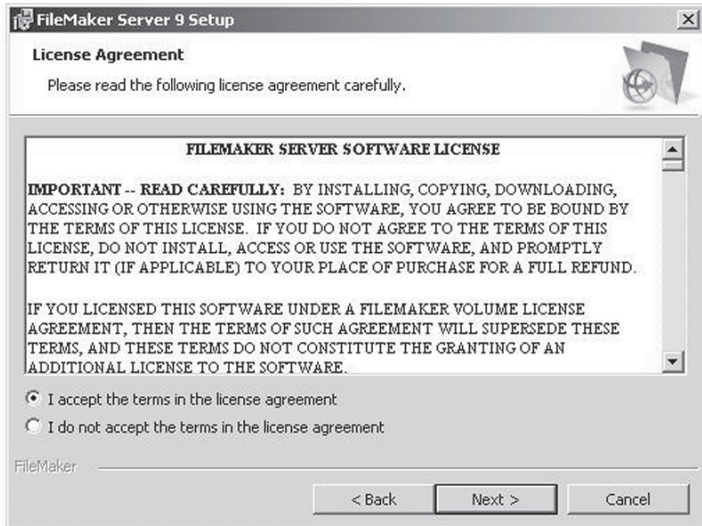 FileMaker Server 9 Setup
License Agreement
Please read the following license agreement carefully.
FILEMAKER SERVER SOFTWARE LICENSE
IMPORTANT -- READ CAREFULLY: BY INSTALLING, COPYING, DOWNLOADING,
ACCESSING OR OTHERWISE USING THE SOFTWARE, YOU AGREE TO BE BOUND BY
THE TERMS OF THIS LICENSE. IF YOU DO NOT AGREE TO THE TERMS OF THIS
LICENSE, DO NOT INSTALL, ACCESS OR USE THE SOFTWARE, AND PROMPTLY
RETURN IT (IF APPLICABLE) TO YOUR PLACE OF PURCHASE FOR A FULL REFUND.
IF YOU LICENSED THIS SOFTWARE UNDER A FILEMAKER VOLUME LICENSE
AGREEMENT, THEN THE TERMS OF SUCH AGREEMENT WILL SUPERSEDE THESE
TERMS, AND THESE TERMS DO NOT CONSTITUTE THE GRANTING OF AN
ADDITIONAL LICENSE TO THE SOFTWARE.
I accept the terms in the license agreement
I do not accept the terms in the license agreement
FileMaker
< Back Next > Cancel